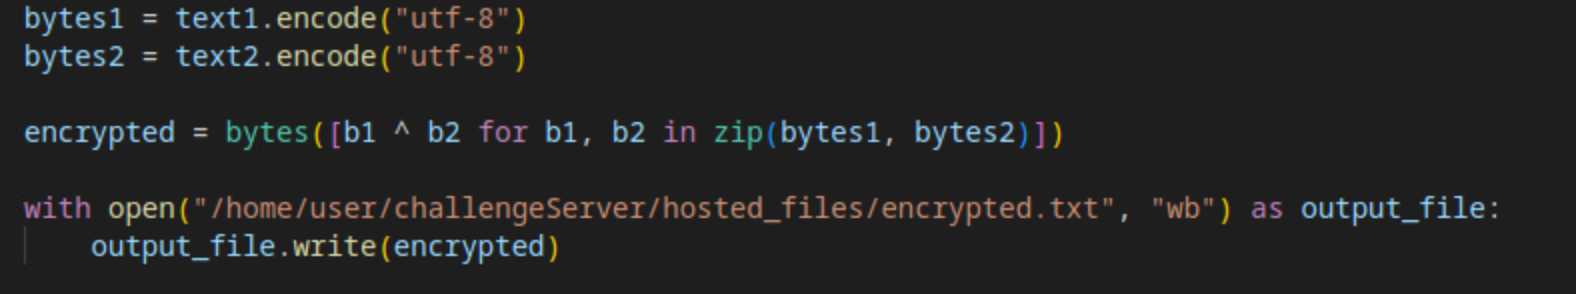 bytes1 = text1.encode("utf-8")
bytes2 = text2.encode("utf-8")
encrypted = bytes([b1 ^ b2 for b1, b2 in zip(bytes1, bytes2)])
with open("/home/user/challengeServer/hosted_files/encrypted.txt", "wb") as output_file:
    output_file.write(encrypted)